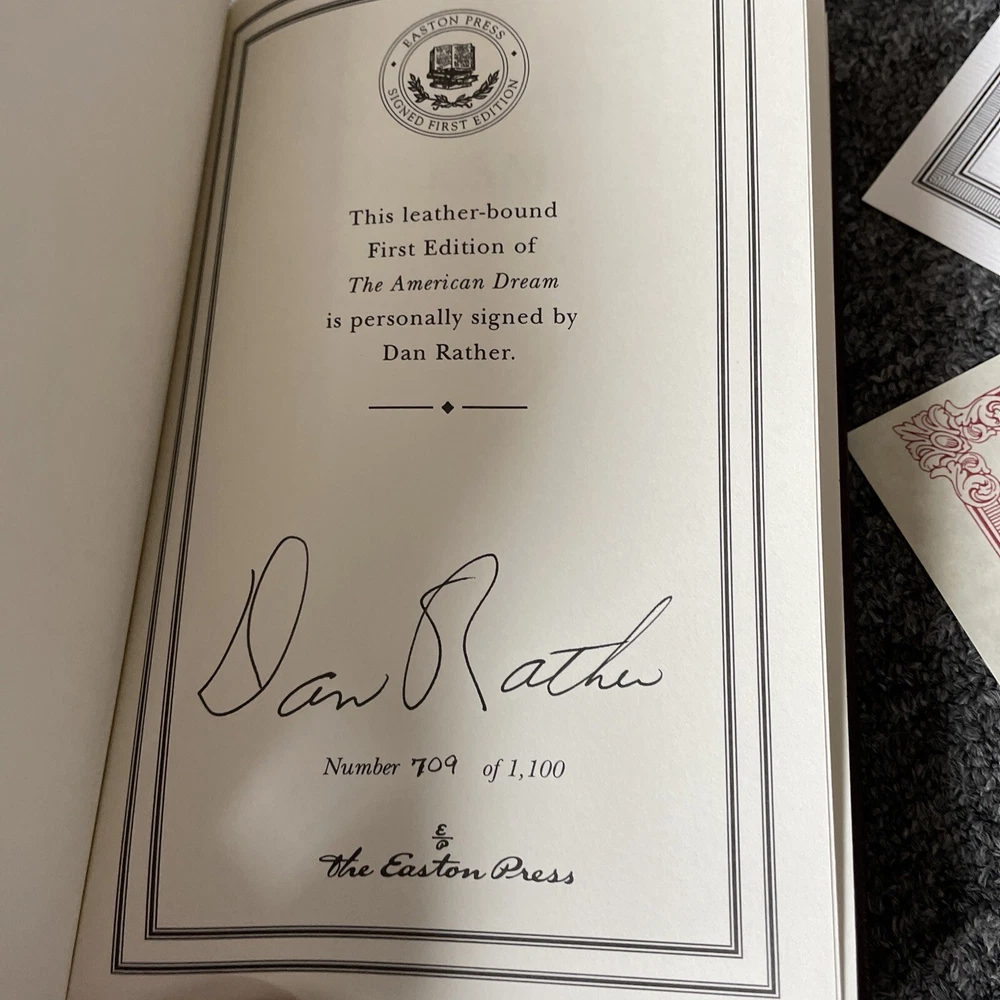 EASTON PRESS
SIGNED FIRST EDITION
This leather-bound
First Edition of
The American Dream
is personally signed by
Dan Rather.
Dan Rather
Number 709 of 1,100
E
P
The Easton Press